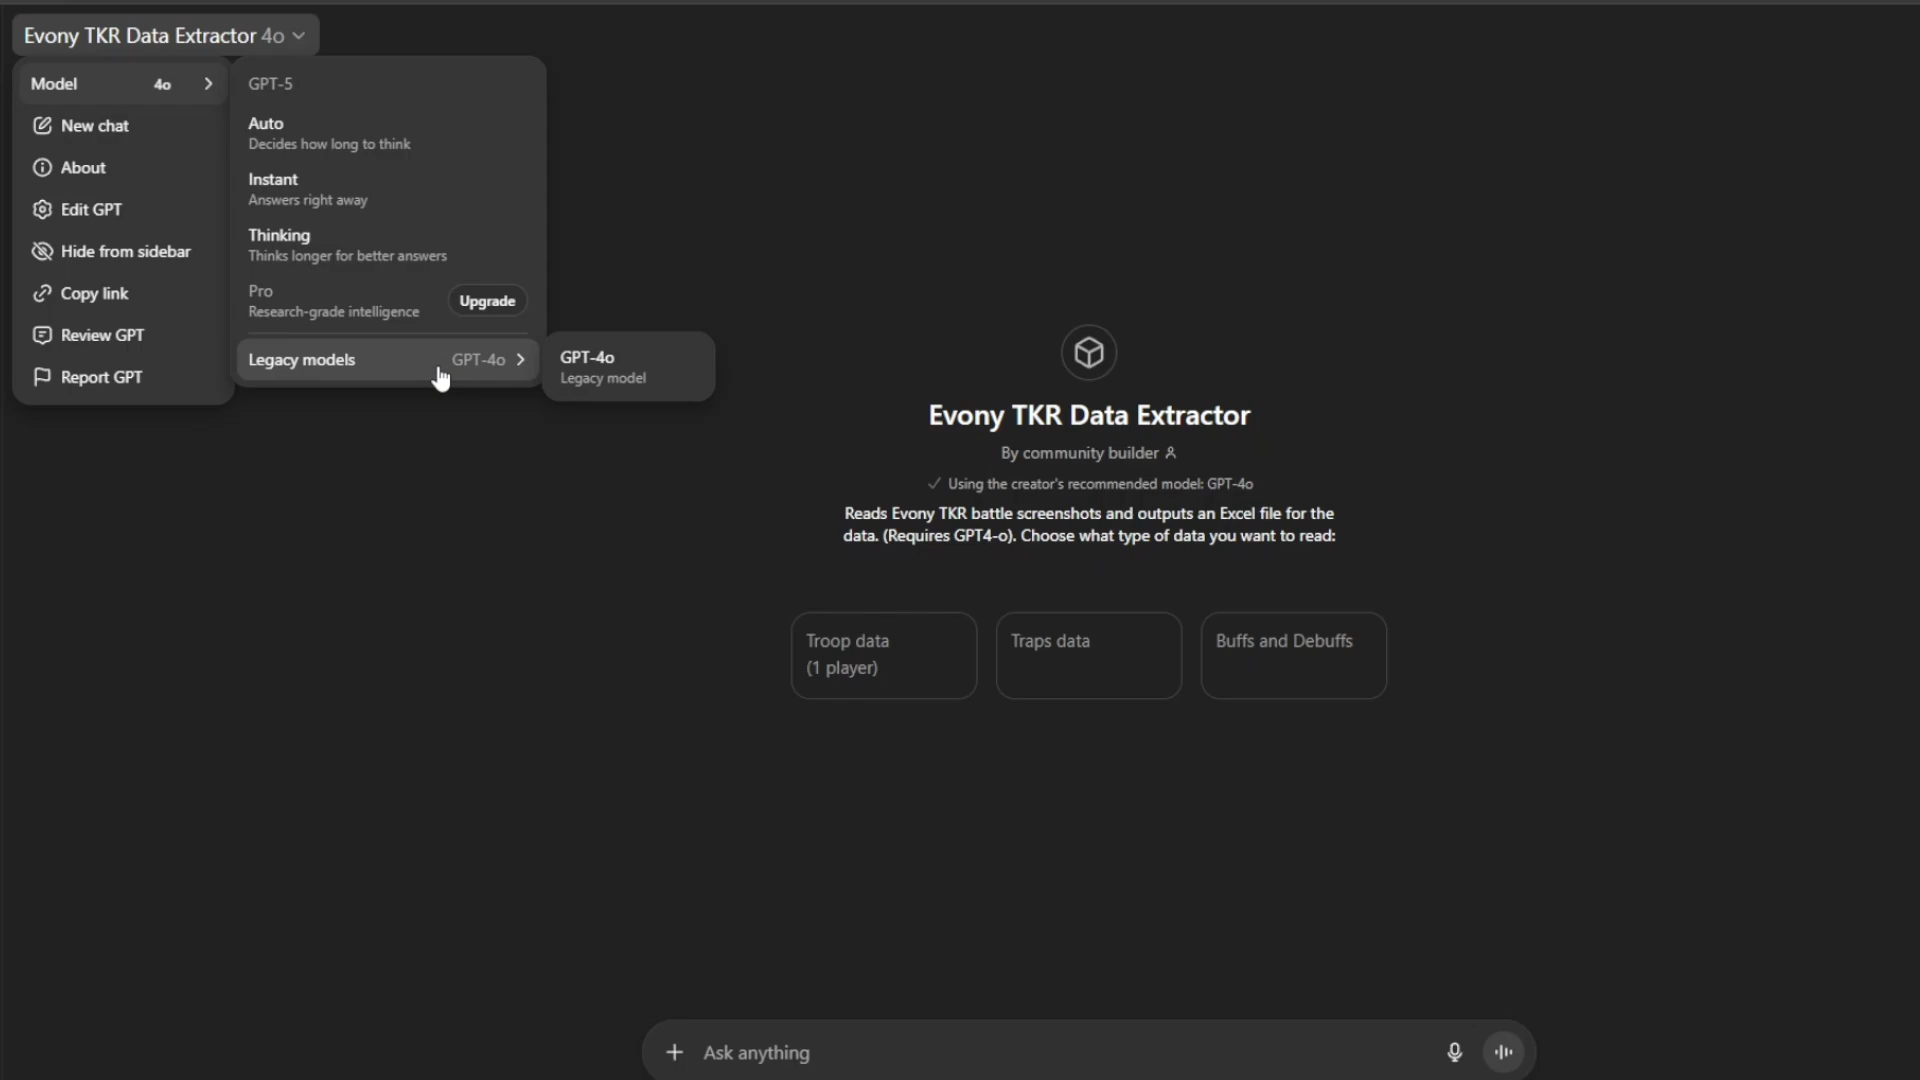 Evony TKR Data Extractor 4o
Model 4o
New chat
About
Edit GPT
Hide from sidebar
Copy link
Review GPT
Report GPT
GPT-5
Auto
Decides how long to think
Instant
Answers right away
Thinking
Thinks longer for better answers
Pro
Research-grade intelligence
Upgrade
Legacy models GPT-4o
GPT-4o
Legacy model
Evony TKR Data Extractor
By community builder
Using the creator's recommended model: GPT-4o
Reads Evony TKR battle screenshots and outputs an Excel file for the
data. (Requires GPT4-o). Choose what type of data you want to read:
Troop data
(1 player)
Traps data
Buffs and Debuffs
Ask anything